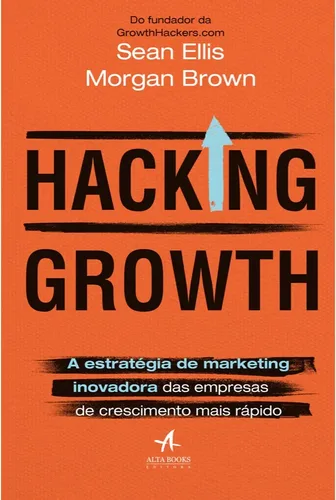 Do fundador da
GrowthHackers.com
Sean Ellis
Morgan Brown
HACKING
GROWTH
A estratégia de marketing
inovadora das empresas
de crescimento mais rápido
A
ALTA BOOKS
EDITORA